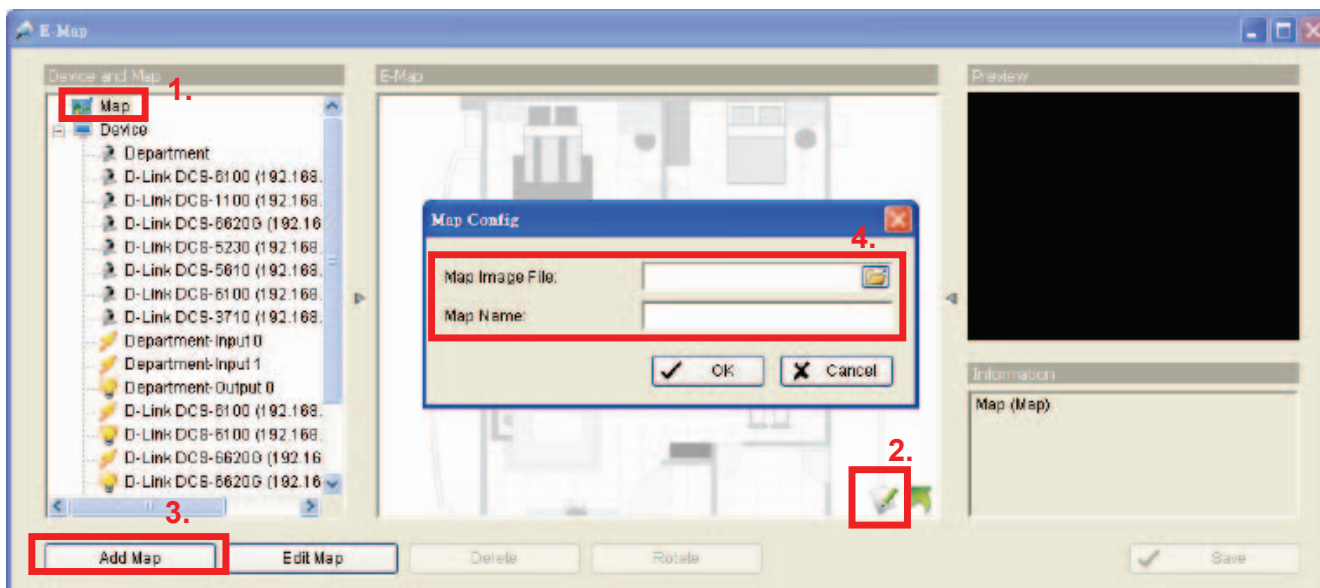 E-Map
Device and Map
E-Map
Preview
1.
Map
Device
Department
D-Link DCS-6100 (192.168.
D-Link DCS-1100 (192.168.
D-Link DCS-6620G (192.16
D-Link DCS-5230 (192.168.
D-Link DCS-5610 (192.168.
D-Link DCS-6100 (192.168.
D-Link DCS-3710 (192.168.
Department-Input 0
Department-Input 1
Department-Output 0
D-Link DCS-6100 (192.168.
D-Link DCS-6100 (192.168.
D-Link DCS-6620G (192.16
D-Link DCS-6620G (192.16
Map Config
4.
Map Image File:
Map Name:
OK
Cancel
Information
Map (Map)
2.
3.
Add Map
Edit Map
Delete
Rotate
Save